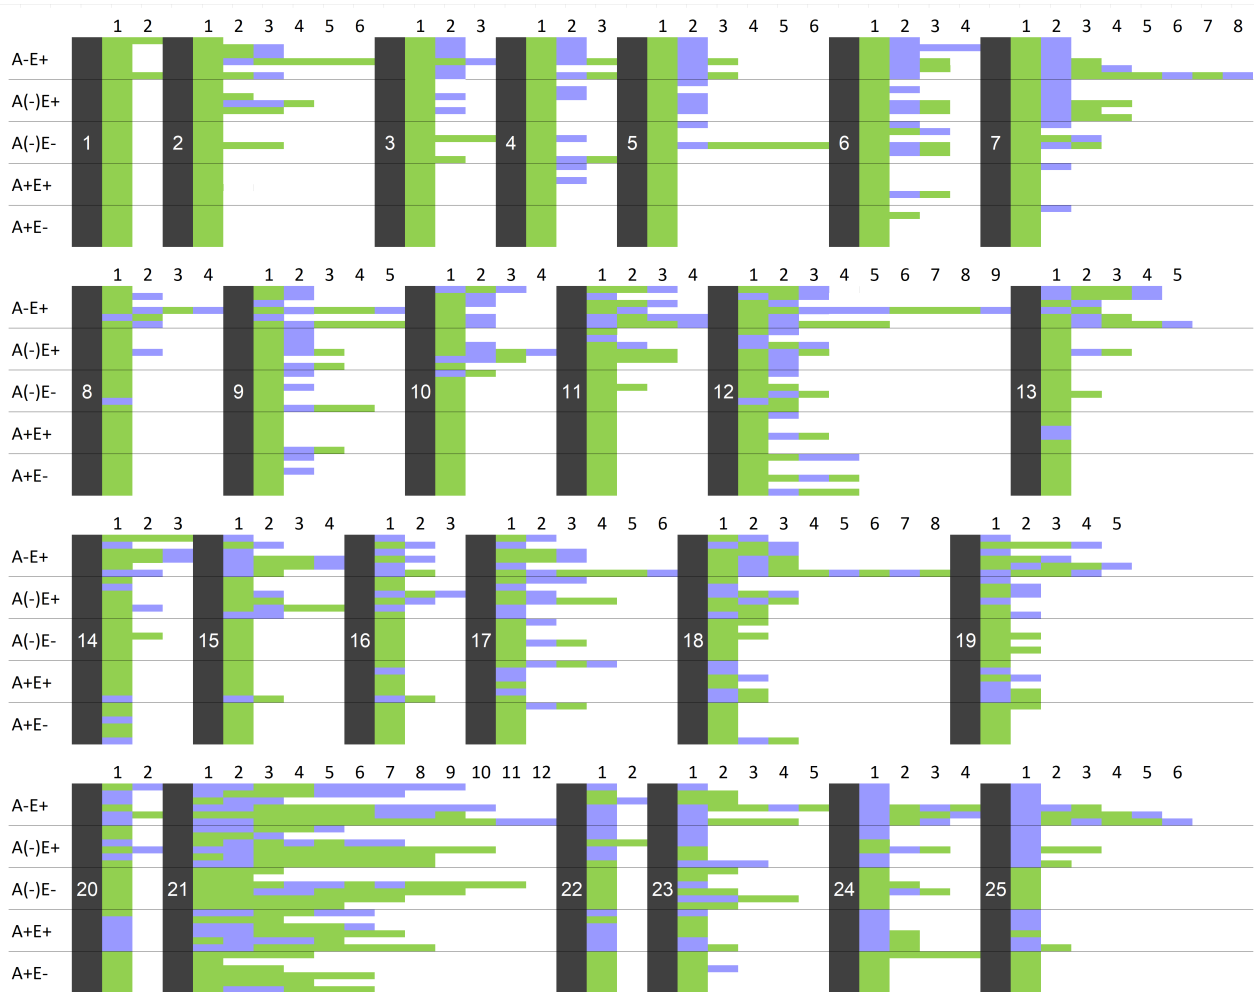 1 2 1 2 3 4 5 6 1 2 3 1 2 3 1 2 3 4 5 6 1 2 3 4 1 2 3 4 5 6 7 8
A-E+
A(-)E+
A(-)E- 1 2 3 4 5 6 7
A+E+
A+E-
1 2 3 4 1 2 3 4 5 1 2 3 4 1 2 3 4 1 2 3 4 5 6 7 8 9 1 2 3 4 5
A-E+
A(-)E+
A(-)E- 8 9 10 11 12 13
A+E+
A+E-
1 2 3 1 2 3 4 1 2 3 1 2 3 4 5 6 1 2 3 4 5 6 7 8 1 2 3 4 5
A-E+
A(-)E+
A(-)E- 14 15 16 17 18 19
A+E+
A+E-
1 2 1 2 3 4 5 6 7 8 9 10 11 12 1 2 1 2 3 4 5 1 2 3 4 1 2 3 4 5 6
A-E+
A(-)E+
A(-)E- 20 21 22 23 24 25
A+E+
A+E-